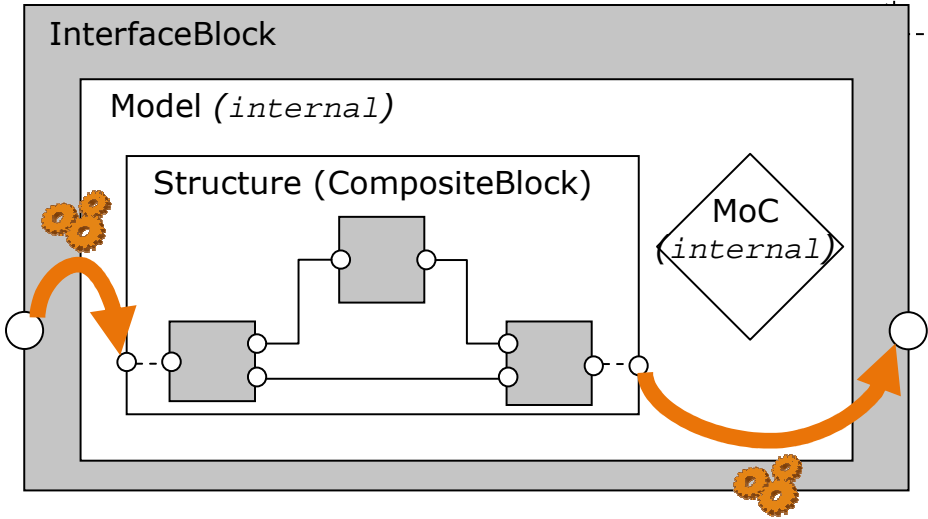 InterfaceBlock
Model (internal)
Structure (CompositeBlock)
MoC
(internal)